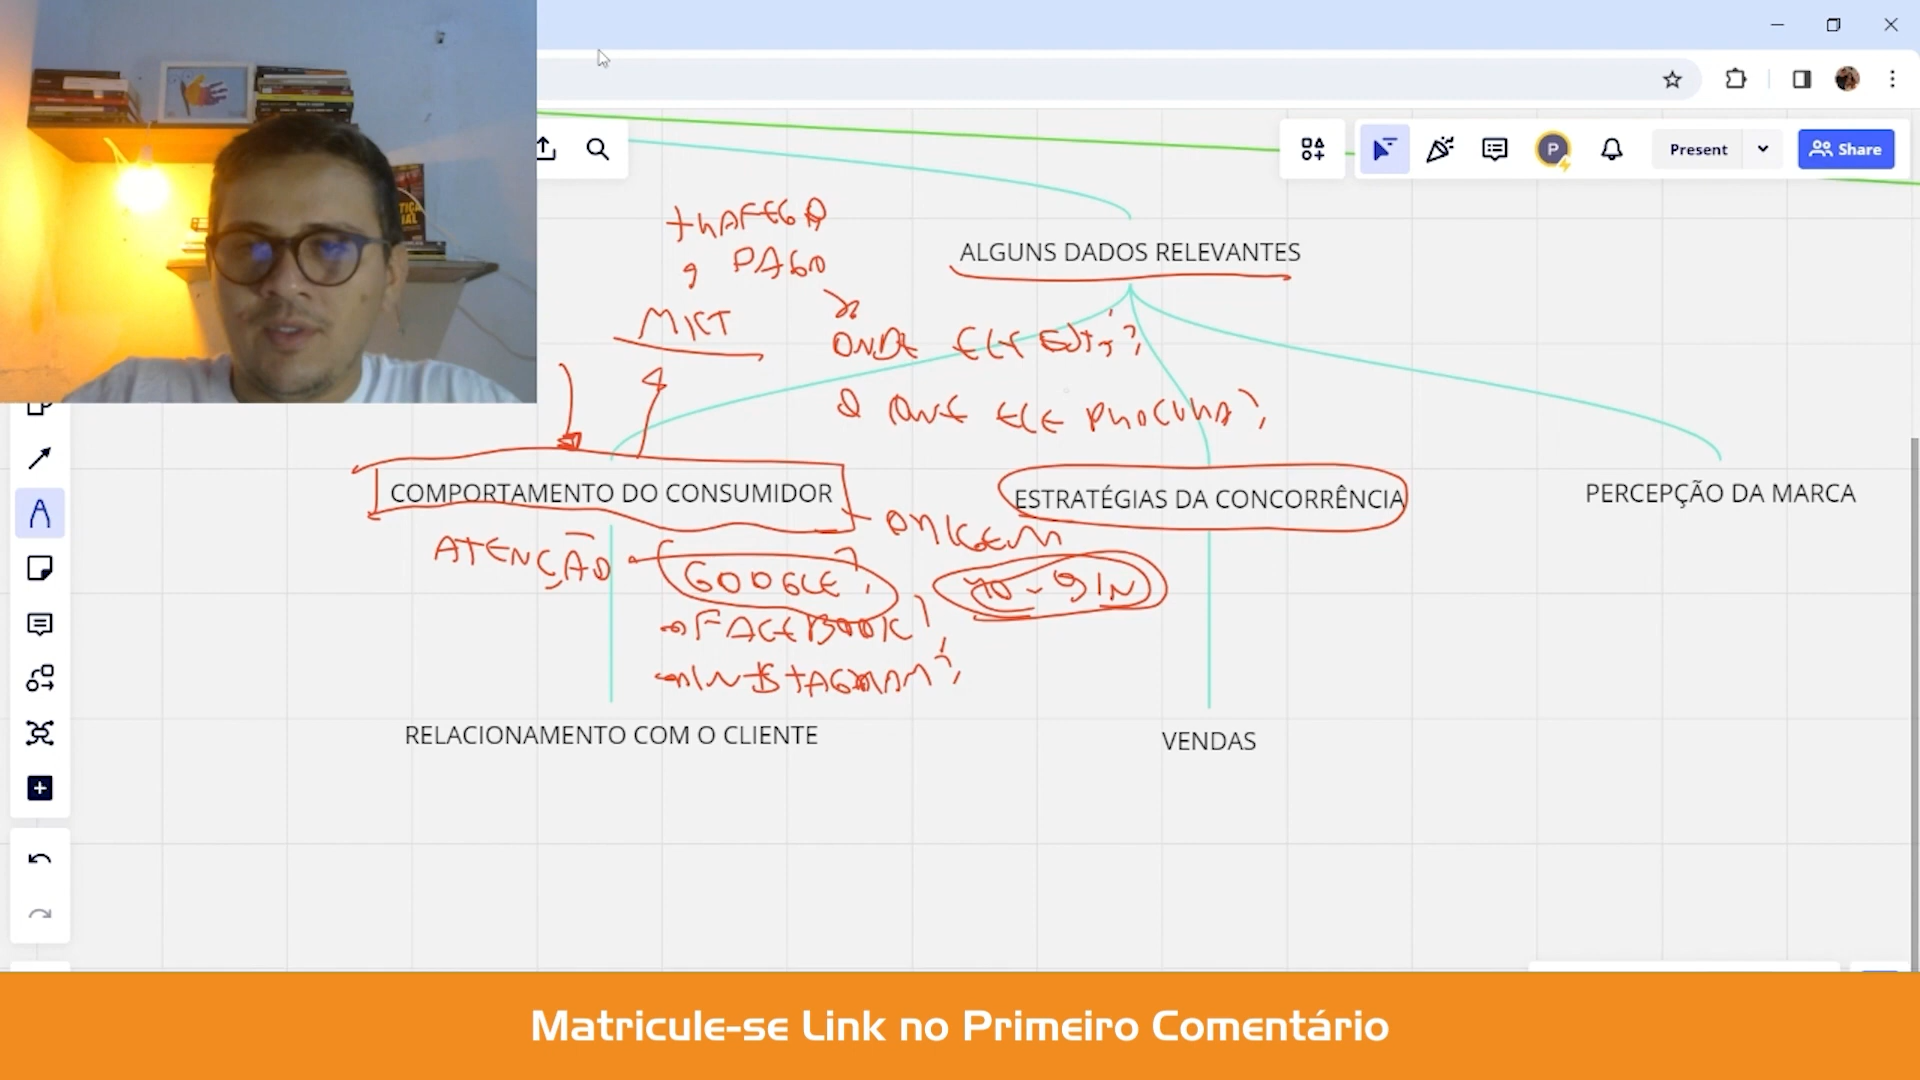 Present
Share
TRAFEGO
PAGO
MKT
ALGUNS DADOS RELEVANTES
ONDE ELE ESTÁ?
O QUE ELE PROCURA?
COMPORTAMENTO DO CONSUMIDOR
ESTRATÉGIAS DA CONCORRÊNCIA
PERCEPÇÃO DA MARCA
ORIGEM
ATENÇÃO
GOOGLE?
FACEBOOK?
INSTAGRAM?
RELACIONAMENTO COM O CLIENTE
VENDAS
P
Matricule-se Link no Primeiro Comentário